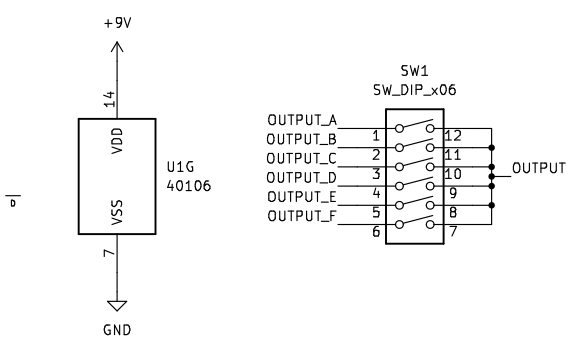 +9V
14
VDD
U1G
40106
VSS
7
GND
SW1
SW_DIP_x06
OUTPUT_A
1
12
OUTPUT_B
2
11
OUTPUT_C
3
10
OUTPUT
OUTPUT_D
4
9
OUTPUT_E
5
8
OUTPUT_F
6
7